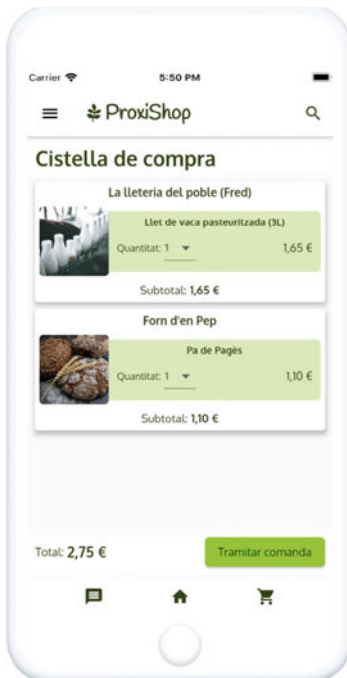 Carrier 5:50 PM
ProxiShop
Cistella de compra
La lleteria del poble (Fred)
Llet de vaca pasteuritzada (3L)
Quantitat: 1 1,65 €
Subtotal: 1,65 €
Forn d'en Pep
Pa de Pagès
Quantitat: 1 1,10 €
Subtotal: 1,10 €
Total: 2,75 € Tramitar comanda